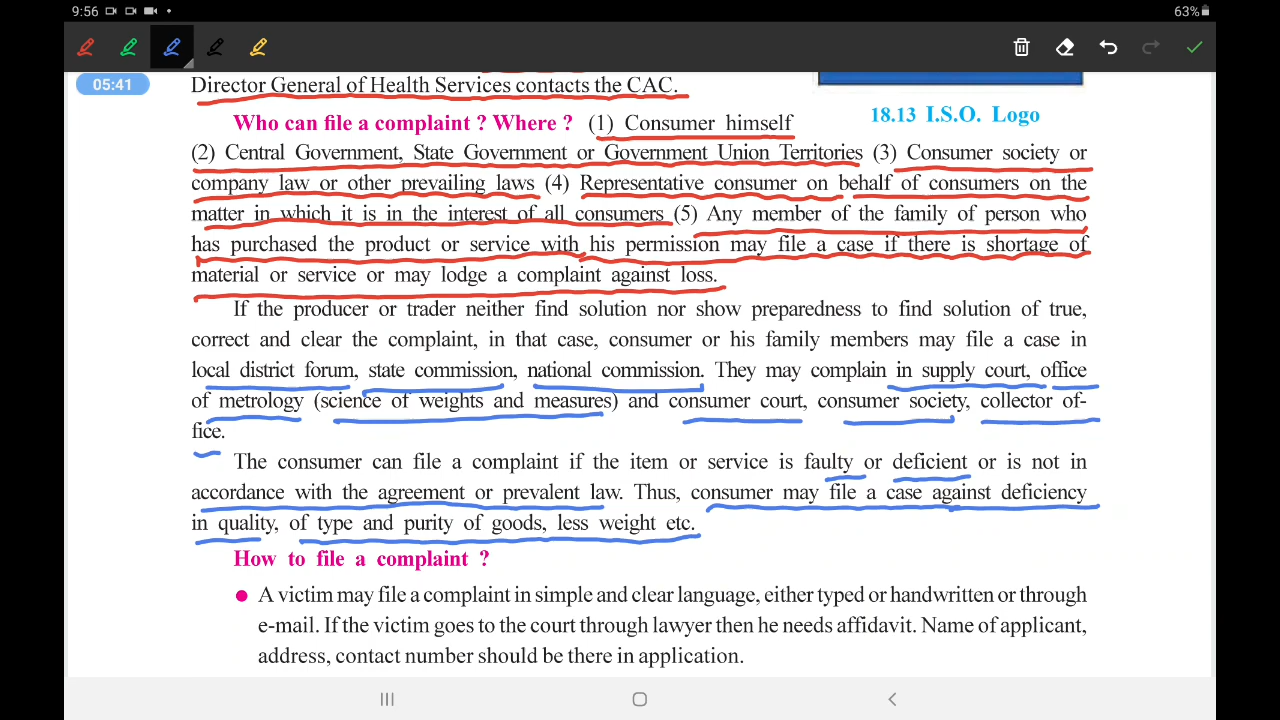 9:56
63%
05:41
Director General of Health Services contacts the CAC.
18.13 I.S.O. Logo
Who can file a complaint ? Where ? (1) Consumer himself
(2) Central Government, State Government or Government Union Territories (3) Consumer society or
company law or other prevailing laws (4) Representative consumer on behalf of consumers on the
matter in which it is in the interest of all consumers (5) Any member of the family of person who
has purchased the product or service with his permission may file a case if there is shortage of
material or service or may lodge a complaint against loss.
If the producer or trader neither find solution nor show preparedness to find solution of true,
correct and clear the complaint, in that case, consumer or his family members may file a case in
local district forum, state commission, national commission. They may complain in supply court, office
of metrology (science of weights and measures) and consumer court, consumer society, collector of-
fice.
The consumer can file a complaint if the item or service is faulty or deficient or is not in
accordance with the agreement or prevalent law. Thus, consumer may file a case against deficiency
in quality, of type and purity of goods, less weight etc.
How to file a complaint ?
A victim may file a complaint in simple and clear language, either typed or handwritten or through
e-mail. If the victim goes to the court through lawyer then he needs affidavit. Name of applicant,
address, contact number should be there in application.